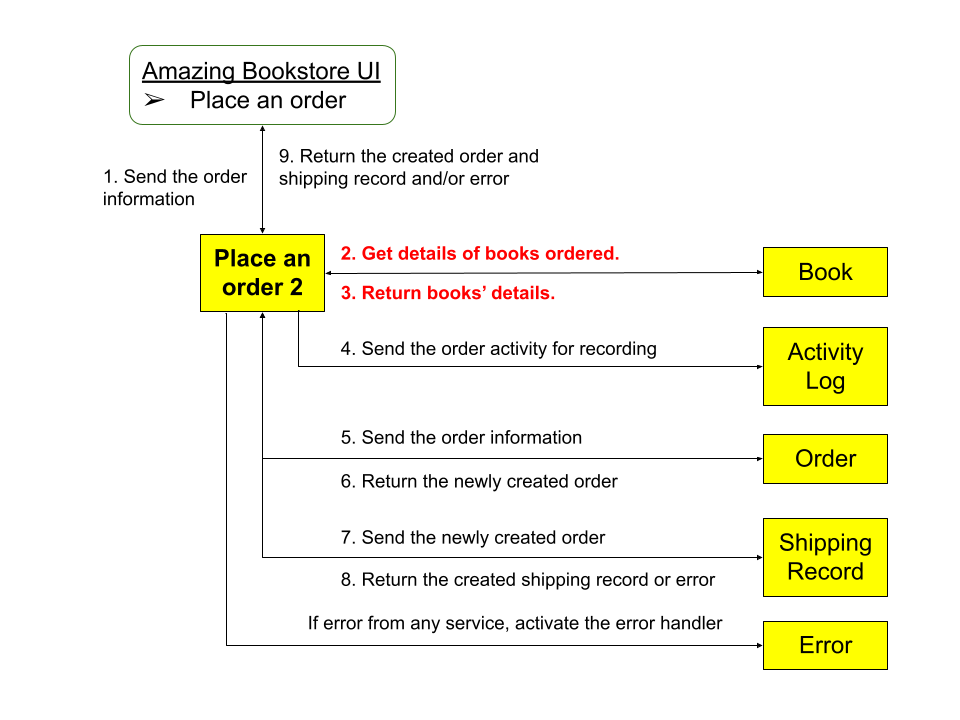 Amazing Bookstore UI
➢ Place an order
1. Send the order
information
9. Return the created order and
shipping record and/or error
Place an
order 2
2. Get details of books ordered.
3. Return books’ details.
Book
4. Send the order activity for recording
Activity
Log
5. Send the order information
6. Return the newly created order
Order
7. Send the newly created order
8. Return the created shipping record or error
Shipping
Record
If error from any service, activate the error handler
Error